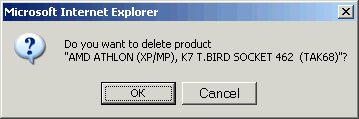 Microsoft Internet Explorer
Do you want to delete product
"AMD ATHLON (XP/MP), K7 T.BIRD SOCKET 462  (TAK68)"?
OK
Cancel